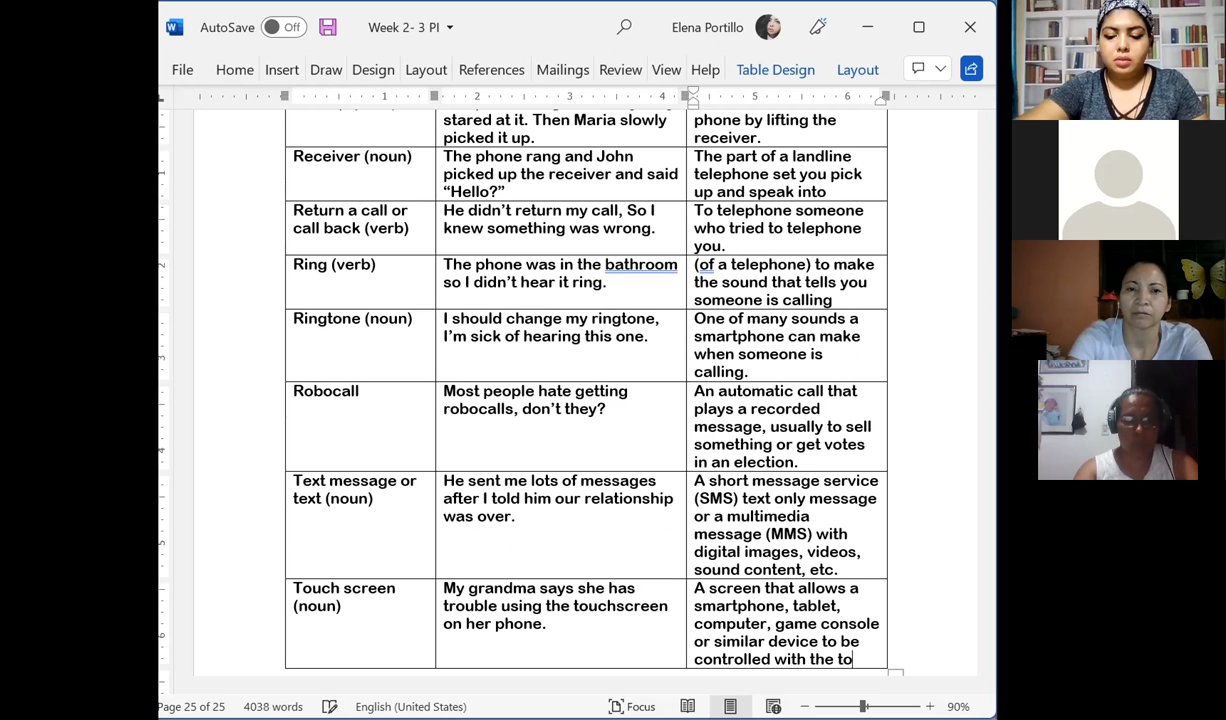 AutoSave Off Week 2- 3 PI Elena Portillo
File Home Insert Draw Design Layout References Mailings Review View Help Table Design Layout
1 2 3 4 5 6
stared at it. Then Maria slowly
picked it up.
phone by lifting the
receiver.
Receiver (noun)
The phone rang and John
picked up the receiver and said
“Hello?”
The part of a landline
telephone set you pick
up and speak into
Return a call or
call back (verb)
He didn’t return my call, So I
knew something was wrong.
To telephone someone
who tried to telephone
you.
Ring (verb)
The phone was in the bathroom
so I didn’t hear it ring.
(of a telephone) to make
the sound that tells you
someone is calling
Ringtone (noun)
I should change my ringtone,
I’m sick of hearing this one.
One of many sounds a
smartphone can make
when someone is
calling.
Robocall
Most people hate getting
robocalls, don’t they?
An automatic call that
plays a recorded
message, usually to sell
something or get votes
in an election.
Text message or
text (noun)
He sent me lots of messages
after I told him our relationship
was over.
A short message service
(SMS) text only message
or a multimedia
message (MMS) with
digital images, videos,
sound content, etc.
Touch screen
(noun)
My grandma says she has
trouble using the touchscreen
on her phone.
A screen that allows a
smartphone, tablet,
computer, game console
or similar device to be
controlled with the to
Page 25 of 25 4038 words English (United States) Focus 90%